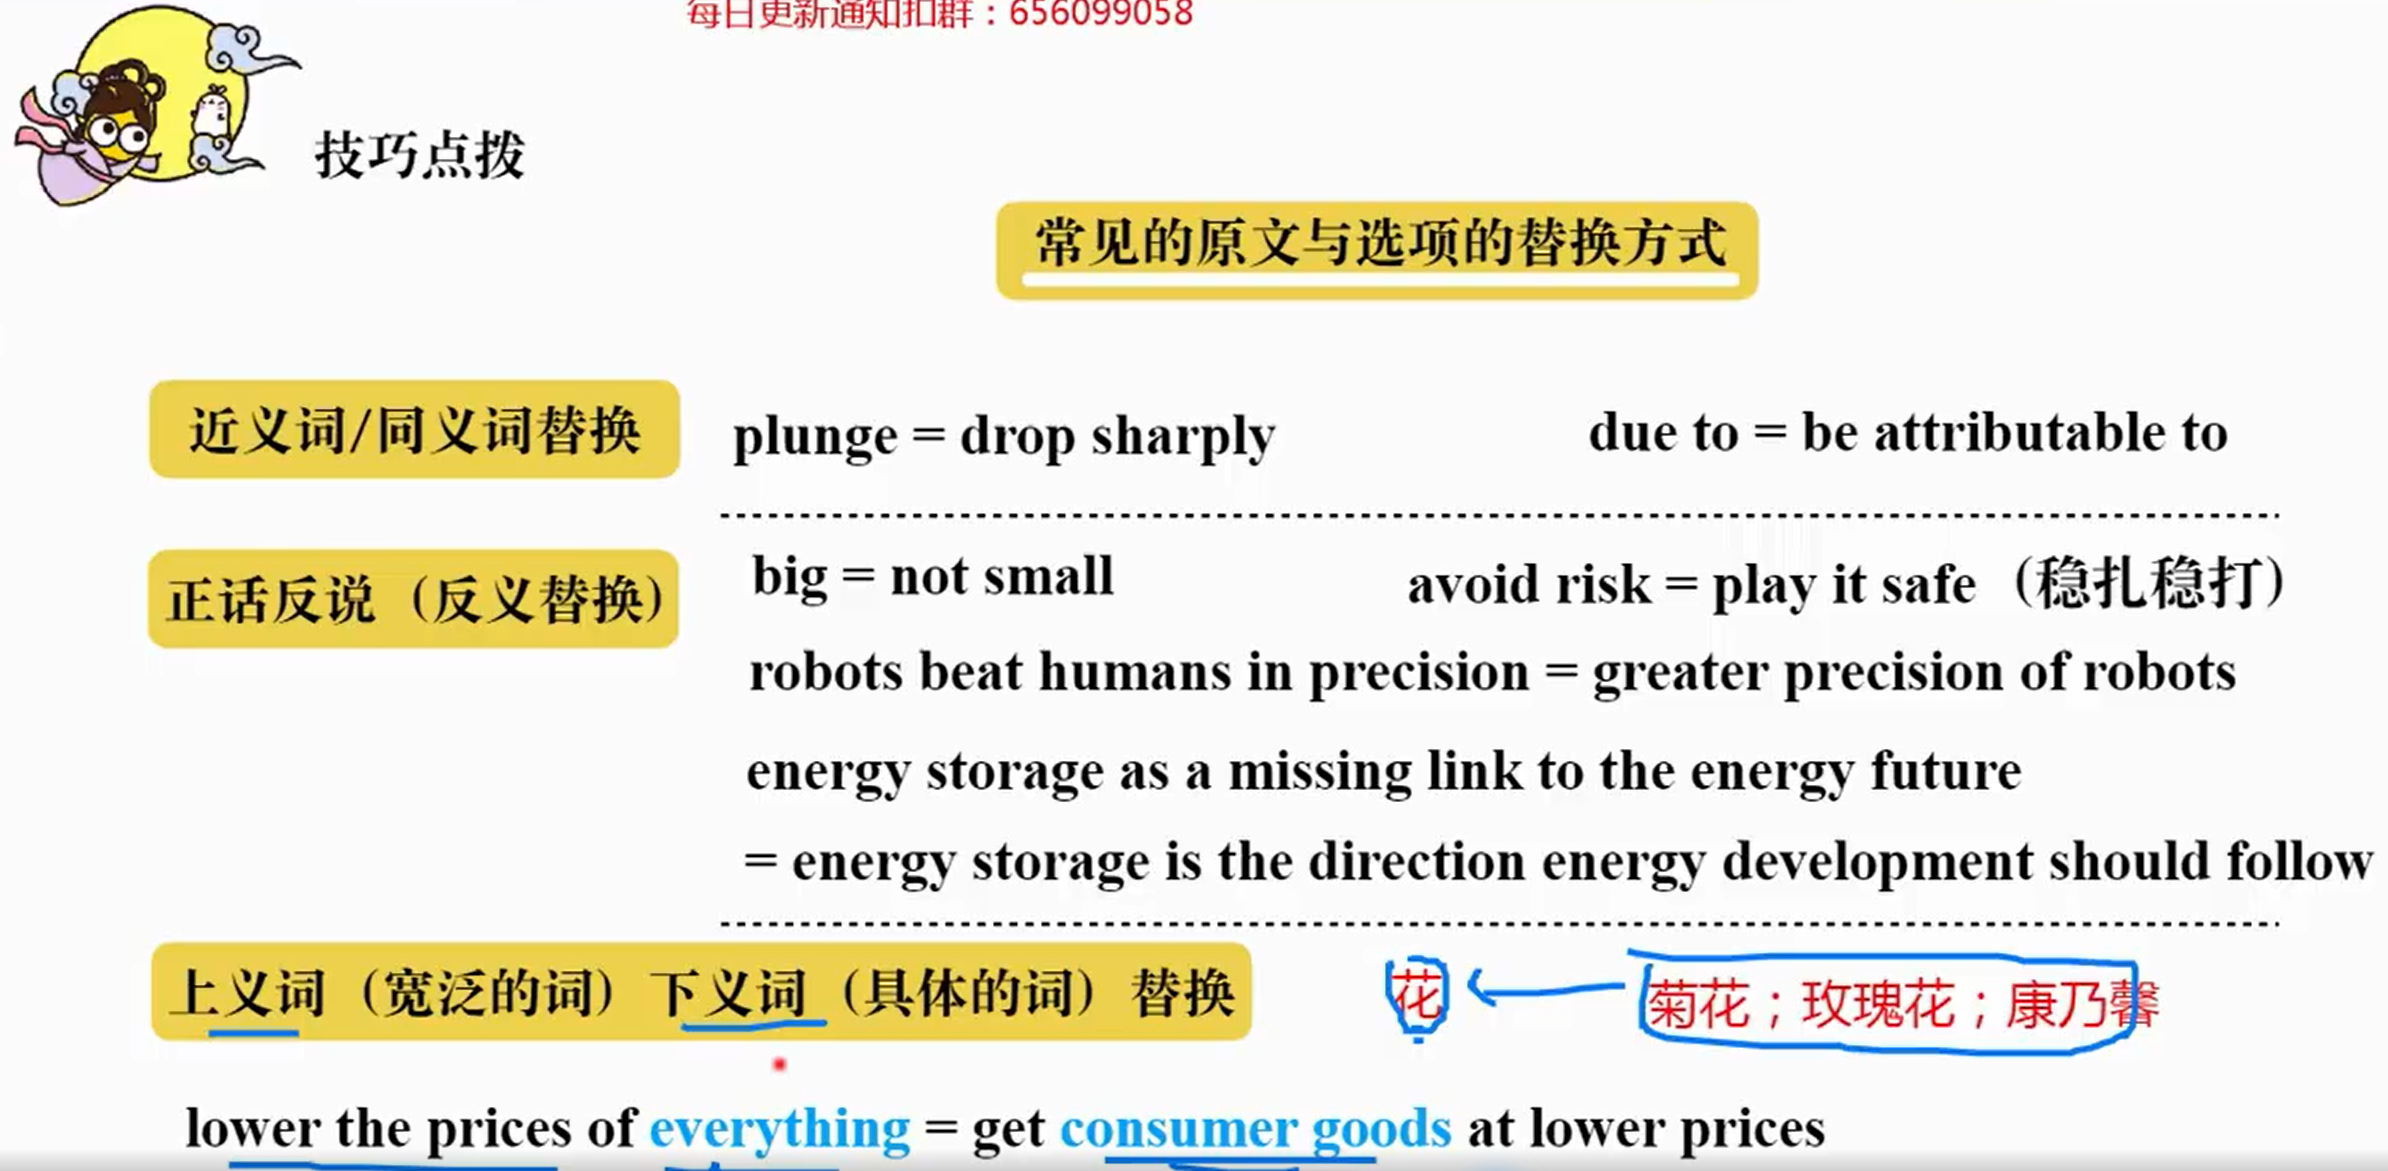 每日更新通知扣群：656099058
技巧点拨
常见的原文与选项的替换方式
近义词/同义词替换 plunge = drop sharply due to = be attributable to
正话反说（反义替换） big = not small avoid risk = play it safe（稳扎稳打）
robots beat humans in precision = greater precision of robots
energy storage as a missing link to the energy future
= energy storage is the direction energy development should follow
上义词（宽泛的词）下义词（具体的词）替换 花 菊花；玫瑰花；康乃馨
lower the prices of everything = get consumer goods at lower prices